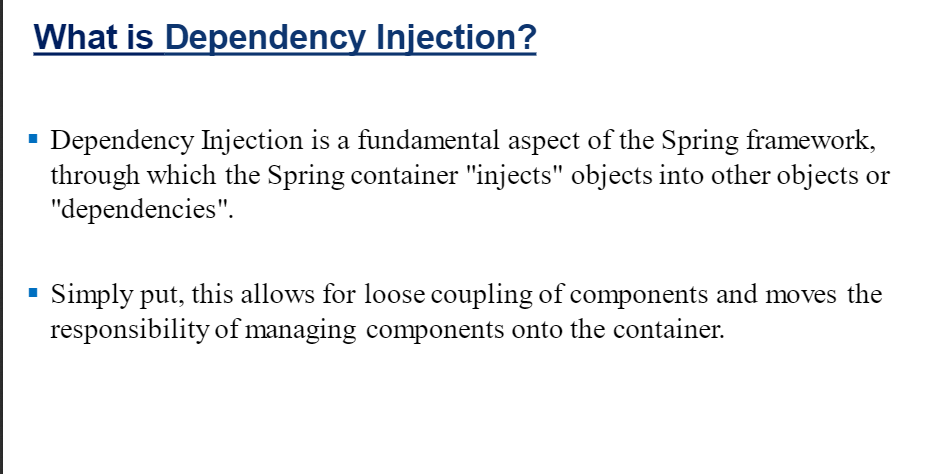 What is Dependency Injection?
▪ Dependency Injection is a fundamental aspect of the Spring framework,
through which the Spring container "injects" objects into other objects or
"dependencies".
▪ Simply put, this allows for loose coupling of components and moves the
responsibility of managing components onto the container.